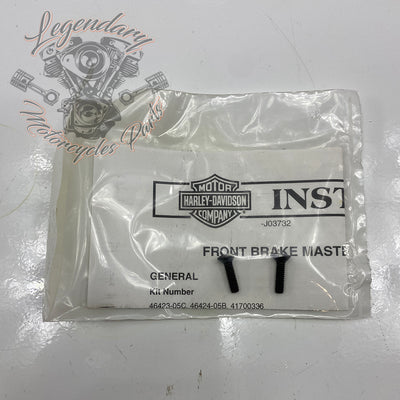 Legendary
Motorcycles Parts
MOTOR
HARLEY-DAVIDSON
COMPANY
INST
-J03732
FRONT BRAKE MASTE
GENERAL
Kit Number
46423-05C, 46424-05B, 41700336